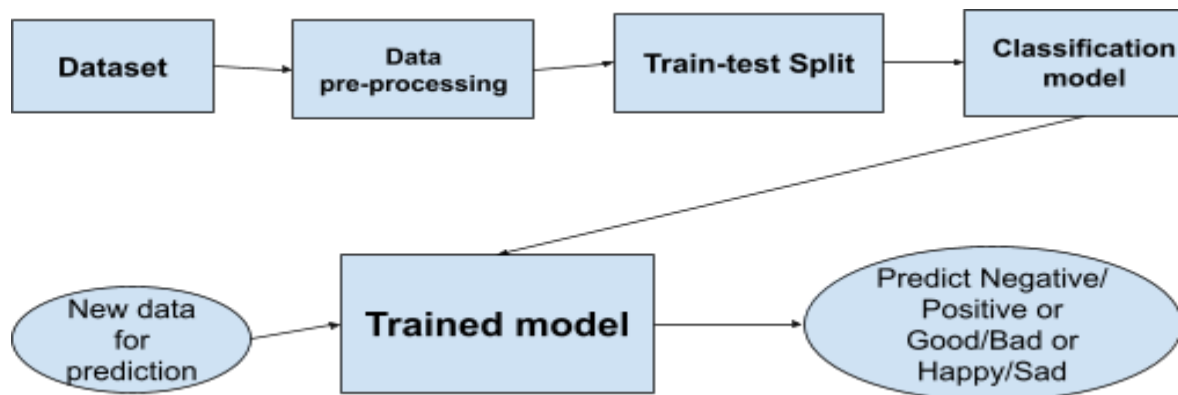 Dataset
Data
pre-processing
Train-test Split
Classification
model
New data
for
prediction
Trained model
Predict Negative/
Positive or
Good/Bad or
Happy/Sad